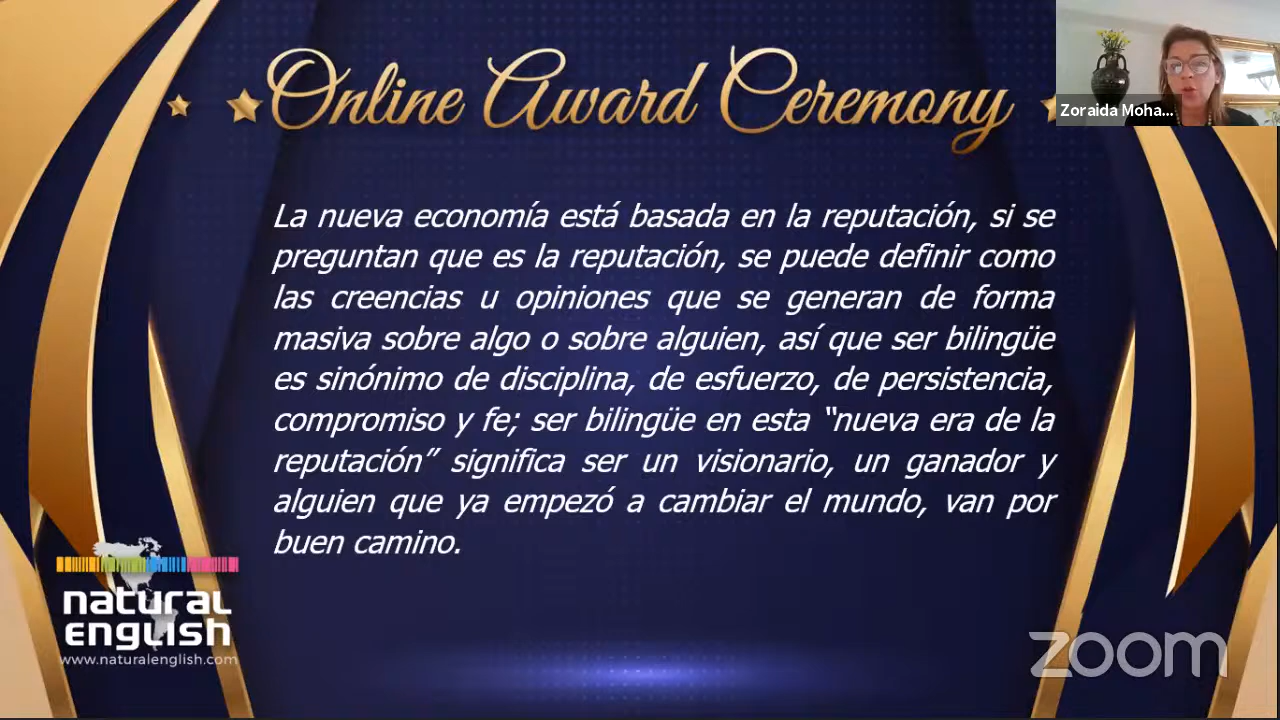 Online Award Ceremony
Zoraida Moha...
La nueva economía está basada en la reputación, si se
preguntan que es la reputación, se puede definir como
las creencias u opiniones que se generan de forma
masiva sobre algo o sobre alguien, así que ser bilingüe
es sinónimo de disciplina, de esfuerzo, de persistencia,
compromiso y fe; ser bilingüe en esta “nueva era de la
reputación” significa ser un visionario, un ganador y
alguien que ya empezó a cambiar el mundo, van por
buen camino.
natural
english
www.naturalenglish.com
zoom